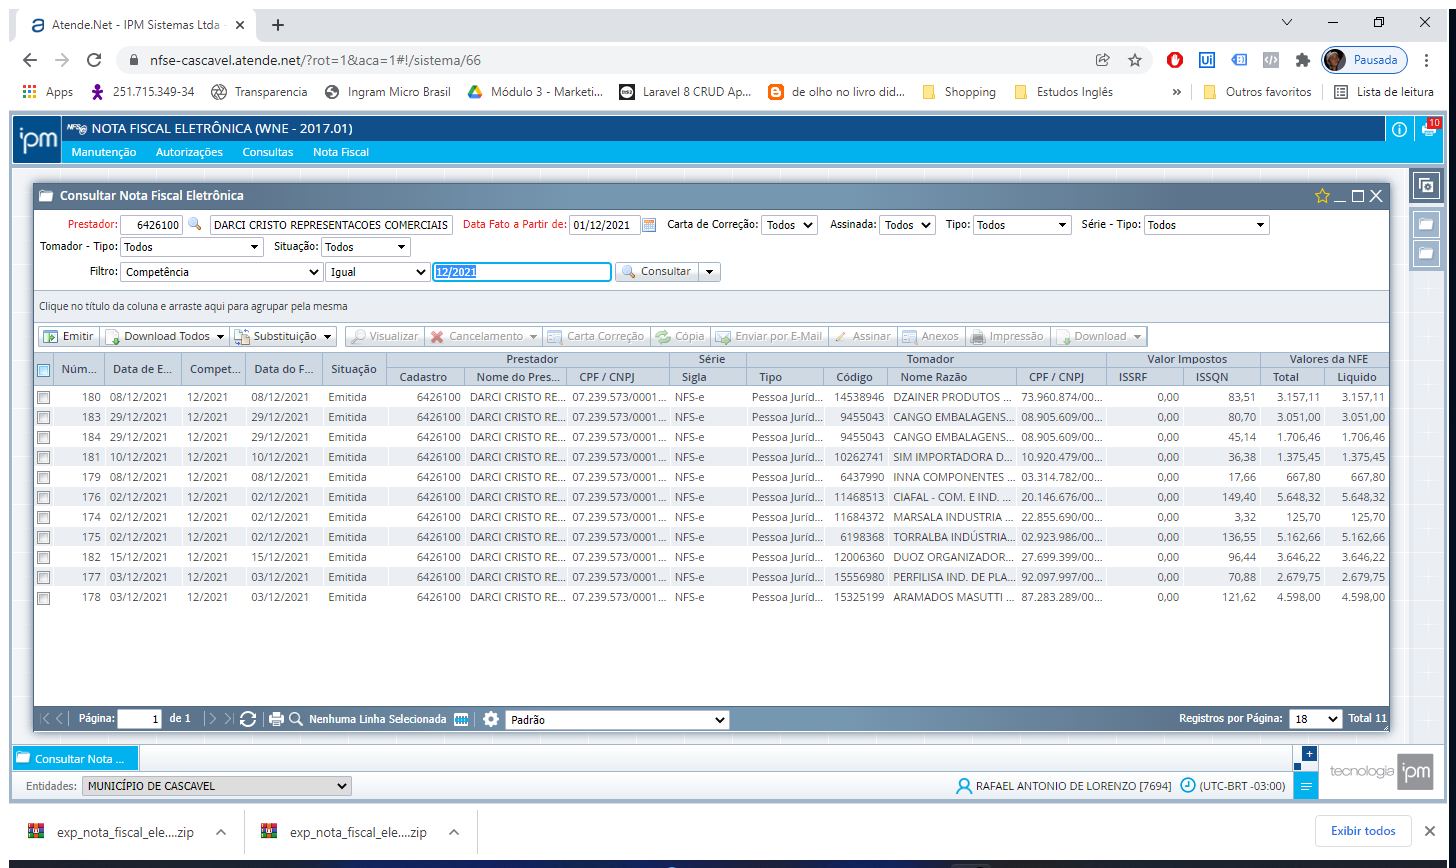 Atende.Net - IPM Sistemas Ltda
nfse-cascavel.atende.net/?rot=1&aca=1#!/sistema/66
Pausada
Apps 251.715.349-34 Transparencia Ingram Micro Brasil Módulo 3 - Marketi... Laravel 8 CRUD Ap... de olho no livro did... Shopping Estudos Inglês » Outros favoritos Lista de leitura
ipm NFS@ NOTA FISCAL ELETRÔNICA (WNE - 2017.01) 10
Manutenção Autorizações Consultas Nota Fiscal
Consultar Nota Fiscal Eletrônica
Prestador: 6426100 DARCI CRISTO REPRESENTACOES COMERCIAIS Data Fato a Partir de: 01/12/2021 Carta de Correção: Todos Assinada: Todos Tipo: Todos Série - Tipo: Todos
Tomador - Tipo: Todos Situação: Todos
Filtro: Competência Igual 12/2021 Consultar
Clique no título da coluna e arraste aqui para agrupar pela mesma
Emitir Download Todos Substituição Visualizar Cancelamento Carta Correção Cópia Enviar por E-Mail Assinar Anexos Impressão Download
Prestador Série Tomador Valor Impostos Valores da NFE
Núm... Data de E... Compet... Data do F... Situação Cadastro Nome do Pres... CPF / CNPJ Sigla Tipo Código Nome Razão CPF / CNPJ ISSRF ISSQN Total Liquido
180 08/12/2021 12/2021 08/12/2021 Emitida 6426100 DARCI CRISTO RE... 07.239.573/0001... NFS-e Pessoa Juríd... 14538946 DZAINER PRODUTOS ... 73.960.874/00... 0,00 83,51 3.157,11 3.157,11
183 29/12/2021 12/2021 29/12/2021 Emitida 6426100 DARCI CRISTO RE... 07.239.573/0001... NFS-e Pessoa Juríd... 9455043 CANGO EMBALAGENS... 08.905.609/00... 0,00 80,70 3.051,00 3.051,00
184 29/12/2021 12/2021 29/12/2021 Emitida 6426100 DARCI CRISTO RE... 07.239.573/0001... NFS-e Pessoa Juríd... 9455043 CANGO EMBALAGENS... 08.905.609/00... 0,00 45,14 1.706,46 1.706,46
181 10/12/2021 12/2021 10/12/2021 Emitida 6426100 DARCI CRISTO RE... 07.239.573/0001... NFS-e Pessoa Juríd... 10262741 SIM IMPORTADORA D... 10.920.479/00... 0,00 36,38 1.375,45 1.375,45
179 08/12/2021 12/2021 08/12/2021 Emitida 6426100 DARCI CRISTO RE... 07.239.573/0001... NFS-e Pessoa Juríd... 6437990 INNA COMPONENTES ... 03.314.782/00... 0,00 17,66 667,80 667,80
176 02/12/2021 12/2021 02/12/2021 Emitida 6426100 DARCI CRISTO RE... 07.239.573/0001... NFS-e Pessoa Juríd... 11468513 CIAFAL - COM. E IND. ... 20.146.676/00... 0,00 149,40 5.648,32 5.648,32
174 02/12/2021 12/2021 02/12/2021 Emitida 6426100 DARCI CRISTO RE... 07.239.573/0001... NFS-e Pessoa Juríd... 11684372 MARSALA INDUSTRIA ... 22.855.690/00... 0,00 3,32 125,70 125,70
175 02/12/2021 12/2021 02/12/2021 Emitida 6426100 DARCI CRISTO RE... 07.239.573/0001... NFS-e Pessoa Juríd... 6198368 TORRALBA INDÚSTRIA... 02.923.986/00... 0,00 136,55 5.162,66 5.162,66
182 15/12/2021 12/2021 15/12/2021 Emitida 6426100 DARCI CRISTO RE... 07.239.573/0001... NFS-e Pessoa Juríd... 12006360 DUOZ ORGANIZADOR... 27.699.399/00... 0,00 96,44 3.646,22 3.646,22
177 03/12/2021 12/2021 03/12/2021 Emitida 6426100 DARCI CRISTO RE... 07.239.573/0001... NFS-e Pessoa Juríd... 15556980 PERFILISA IND. DE PLA... 92.097.997/00... 0,00 70,88 2.679,75 2.679,75
178 03/12/2021 12/2021 03/12/2021 Emitida 6426100 DARCI CRISTO RE... 07.239.573/0001... NFS-e Pessoa Juríd... 15325199 ARAMADOS MASUTTI ... 87.283.289/00... 0,00 121,62 4.598,00 4.598,00
Página: 1 de 1 Nenhuma Linha Selecionada Padrão Registros por Página: 18 Total 11
Consultar Nota ...
Entidades: MUNICÍPIO DE CASCAVEL RAFAEL ANTONIO DE LORENZO [7694] (UTC-BRT -03:00) tecnologia ipm
exp_nota_fiscal_ele....zip exp_nota_fiscal_ele....zip Exibir todos